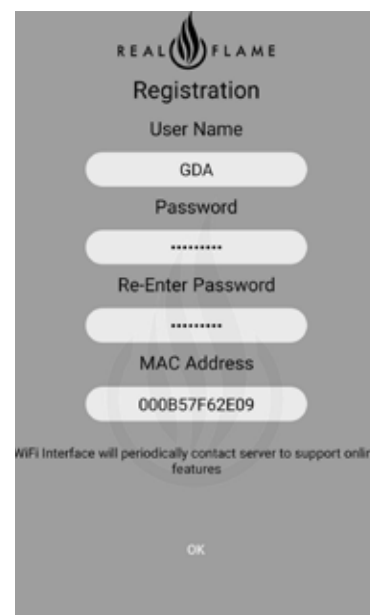 REAL FLAME
Registration
User Name
GDA
Password
•••••••••
Re-Enter Password
•••••••••
MAC Address
000B57F62E09
WiFi Interface will periodically contact server to support
features
OK